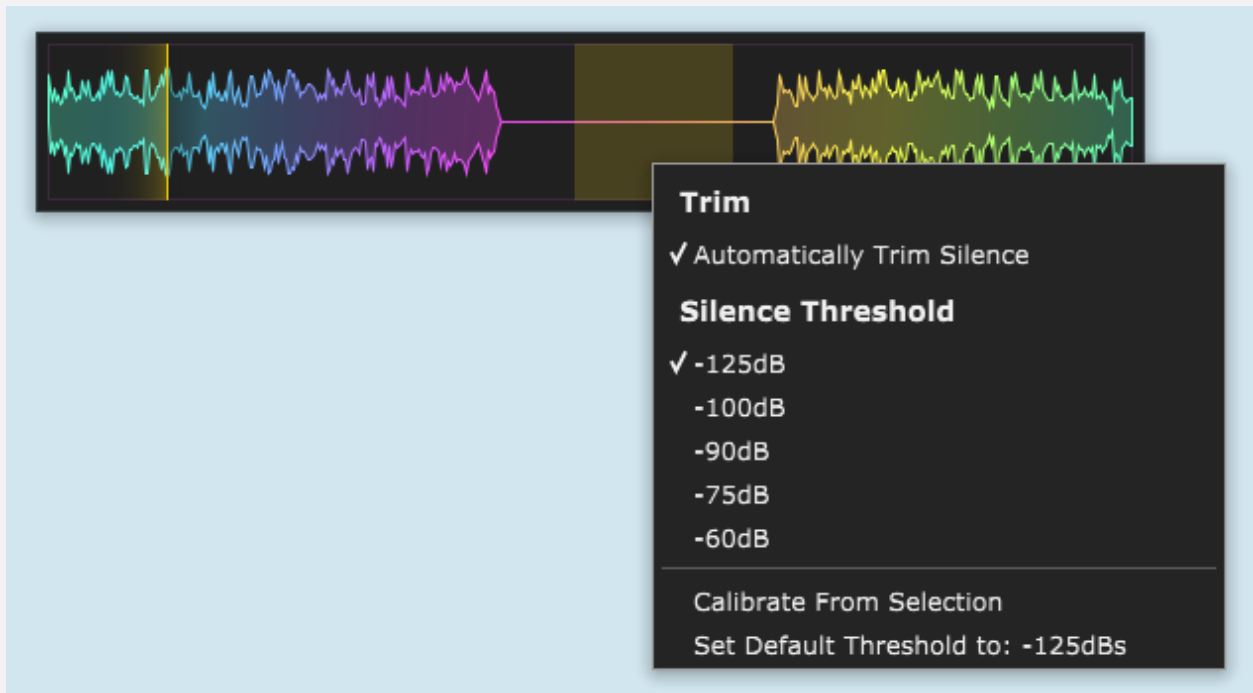 Trim
✓ Automatically Trim Silence
Silence Threshold
✓ -125dB
-100dB
-90dB
-75dB
-60dB
Calibrate From Selection
Set Default Threshold to: -125dBs